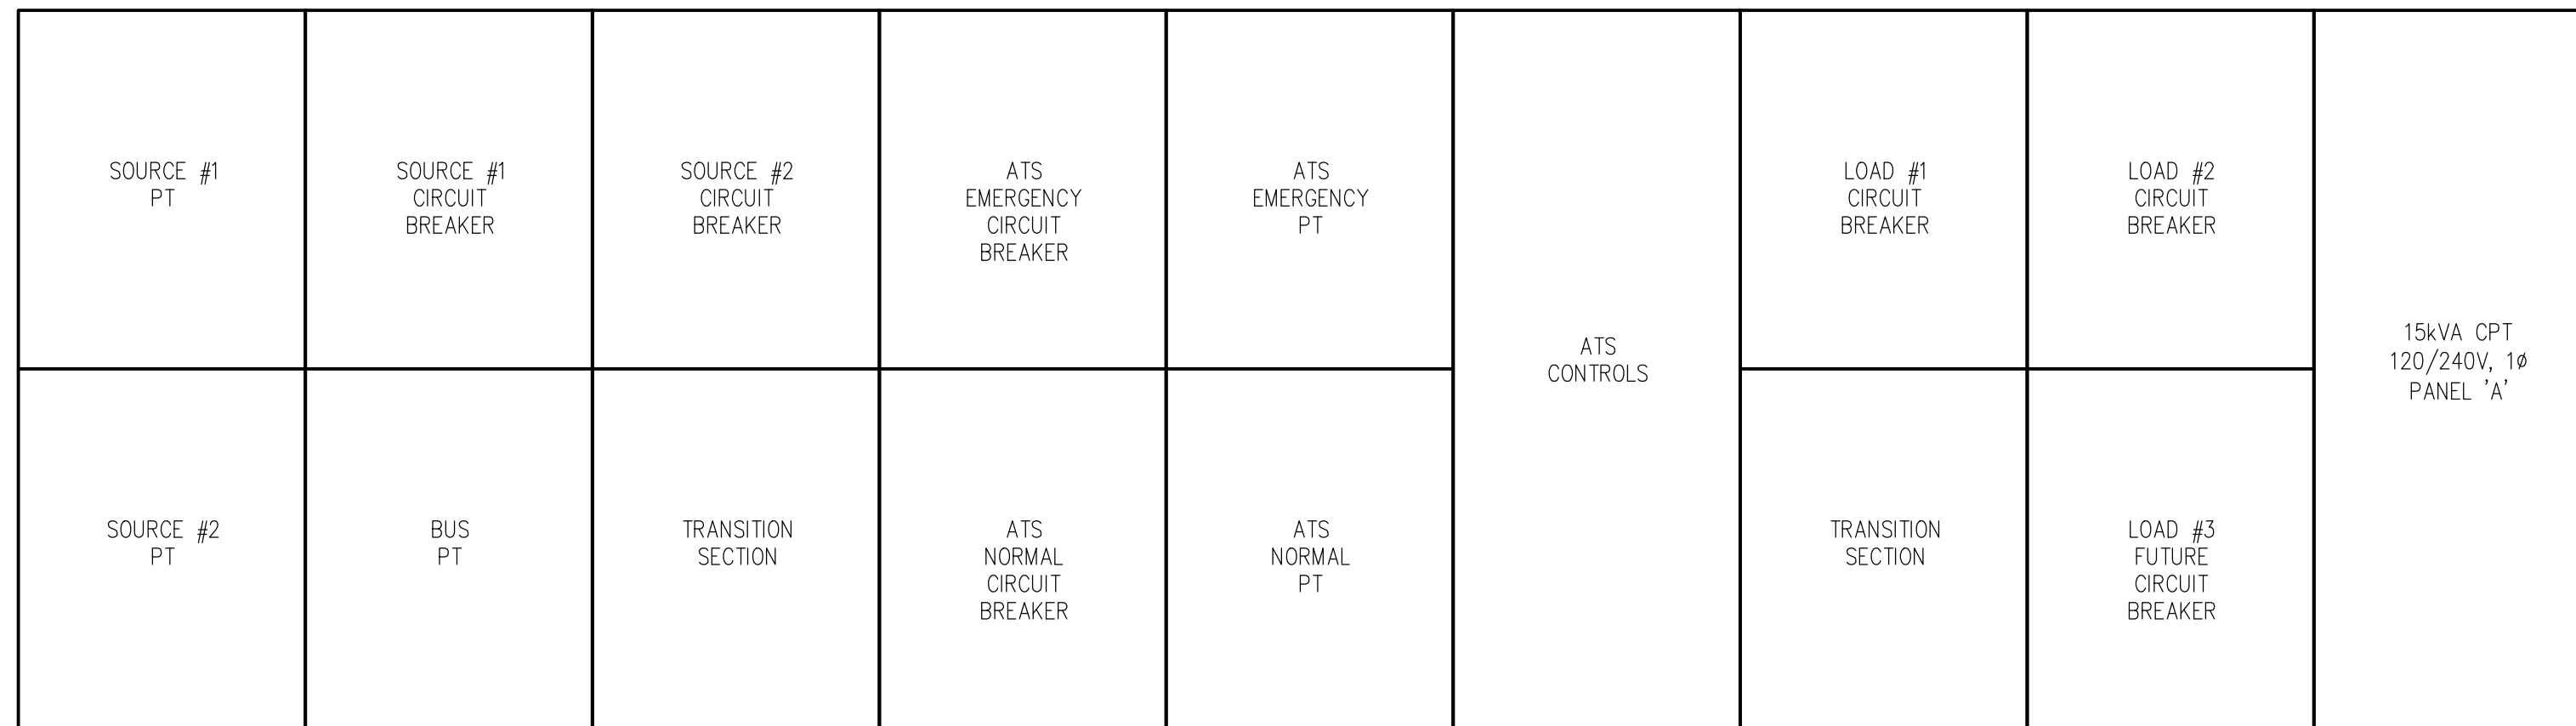 SOURCE #1
PT
SOURCE #1
CIRCUIT
BREAKER
SOURCE #2
CIRCUIT
BREAKER
ATS
EMERGENCY
CIRCUIT
BREAKER
ATS
EMERGENCY
PT
ATS
CONTROLS
LOAD #1
CIRCUIT
BREAKER
LOAD #2
CIRCUIT
BREAKER
15kVA CPT
120/240V, 1ø
PANEL 'A'
SOURCE #2
PT
BUS
PT
TRANSITION
SECTION
ATS
NORMAL
CIRCUIT
BREAKER
ATS
NORMAL
PT
TRANSITION
SECTION
LOAD #3
FUTURE
CIRCUIT
BREAKER